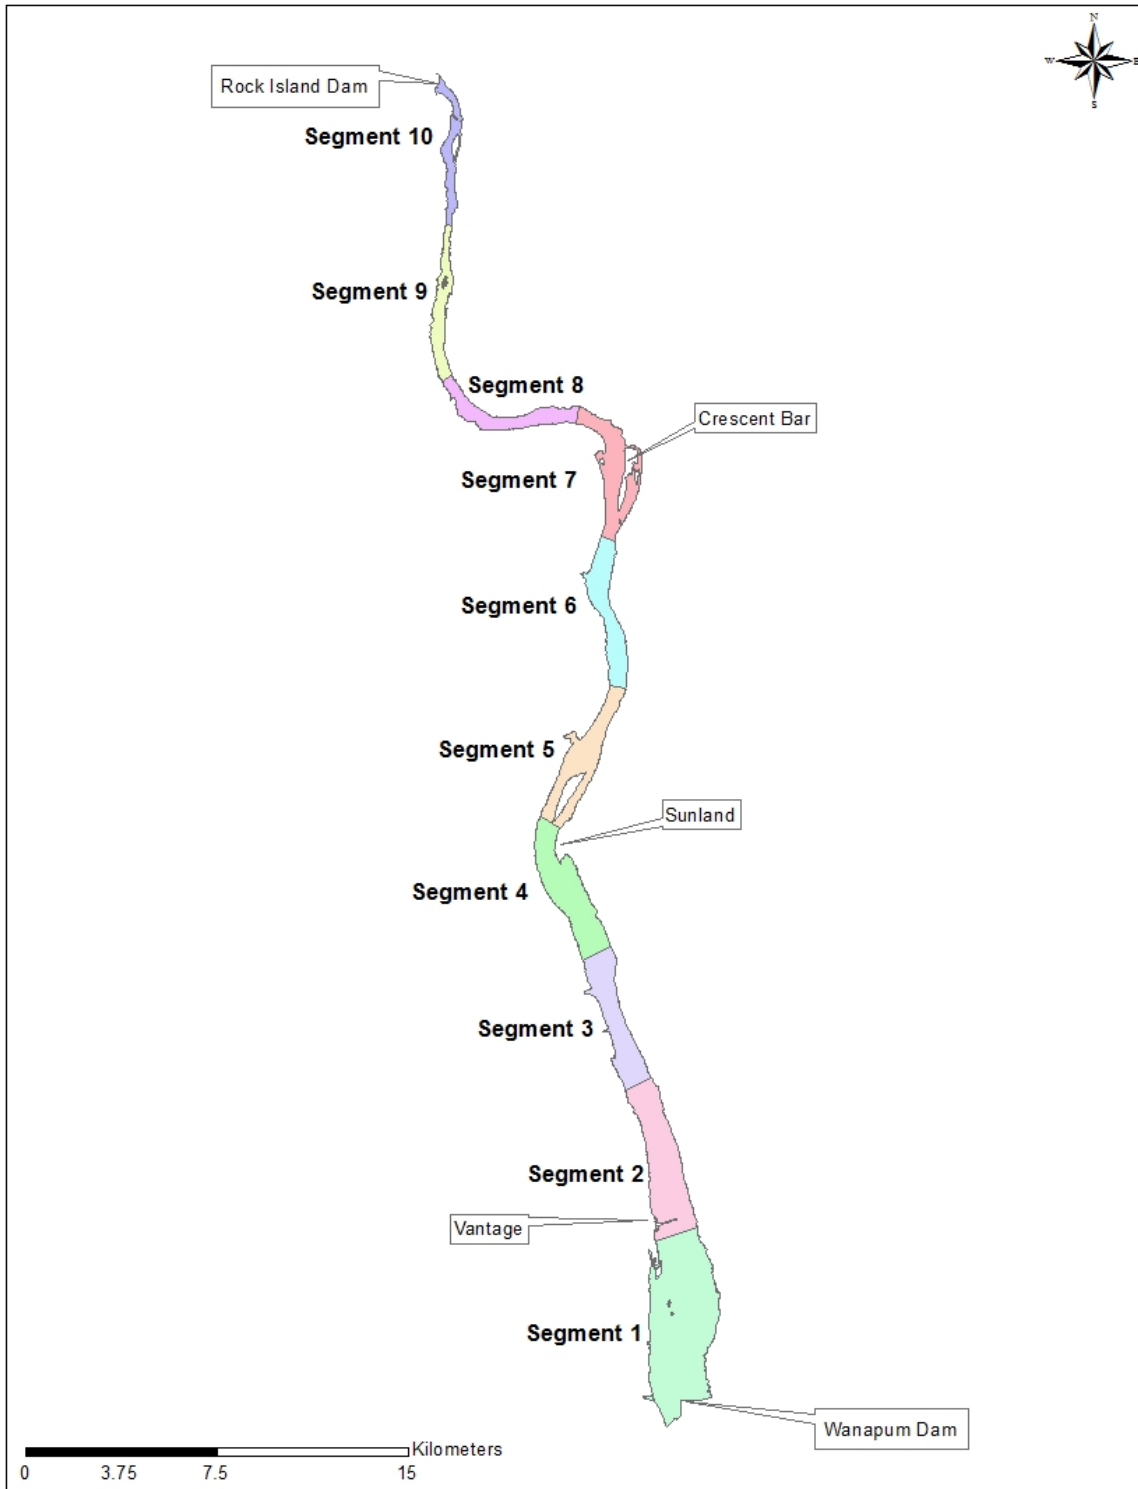 N
W
E
S
Rock Island Dam
Segment 10
Segment 9
Segment 8
Crescent Bar
Segment 7
Segment 6
Segment 5
Sunland
Segment 4
Segment 3
Segment 2
Vantage
Segment 1
Wanapum Dam
Kilometers
0 3.75 7.5 15